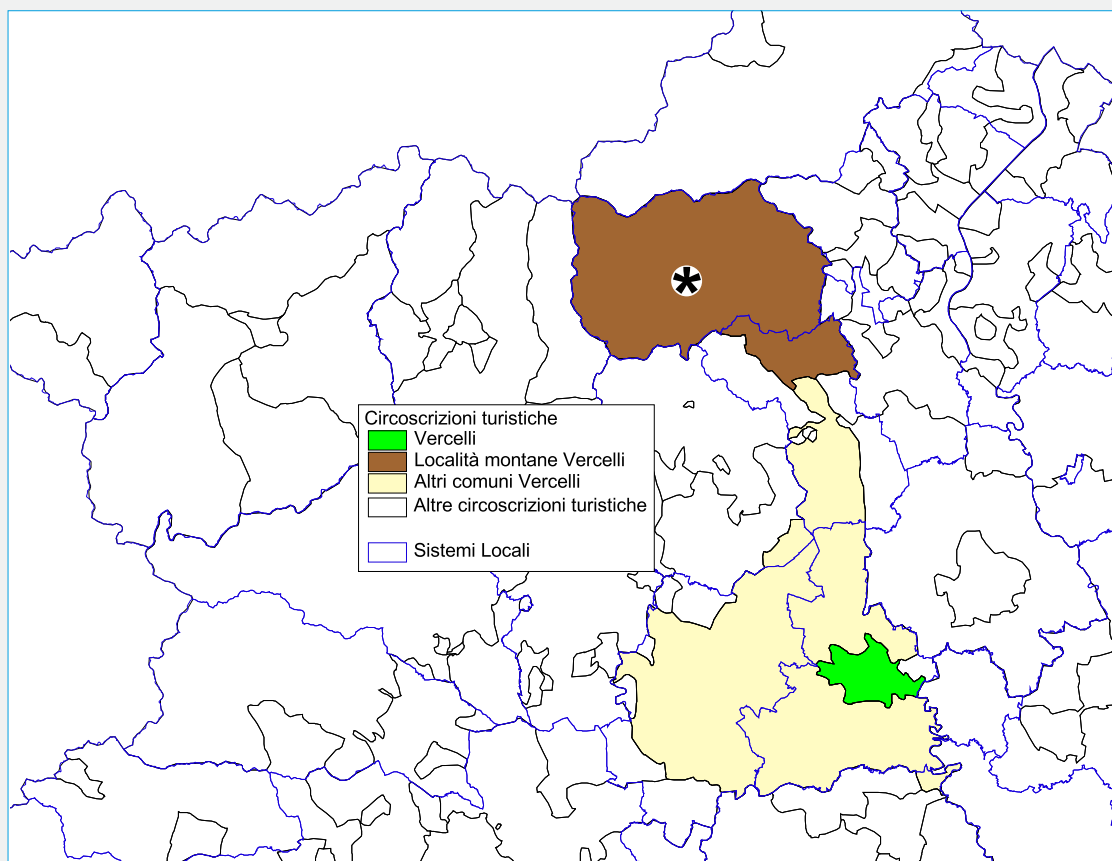 Circoscrizioni turistiche
Vercelli
Località montane Vercelli
Altri comuni Vercelli
Altre circoscrizioni turistiche
Sistemi Locali
*